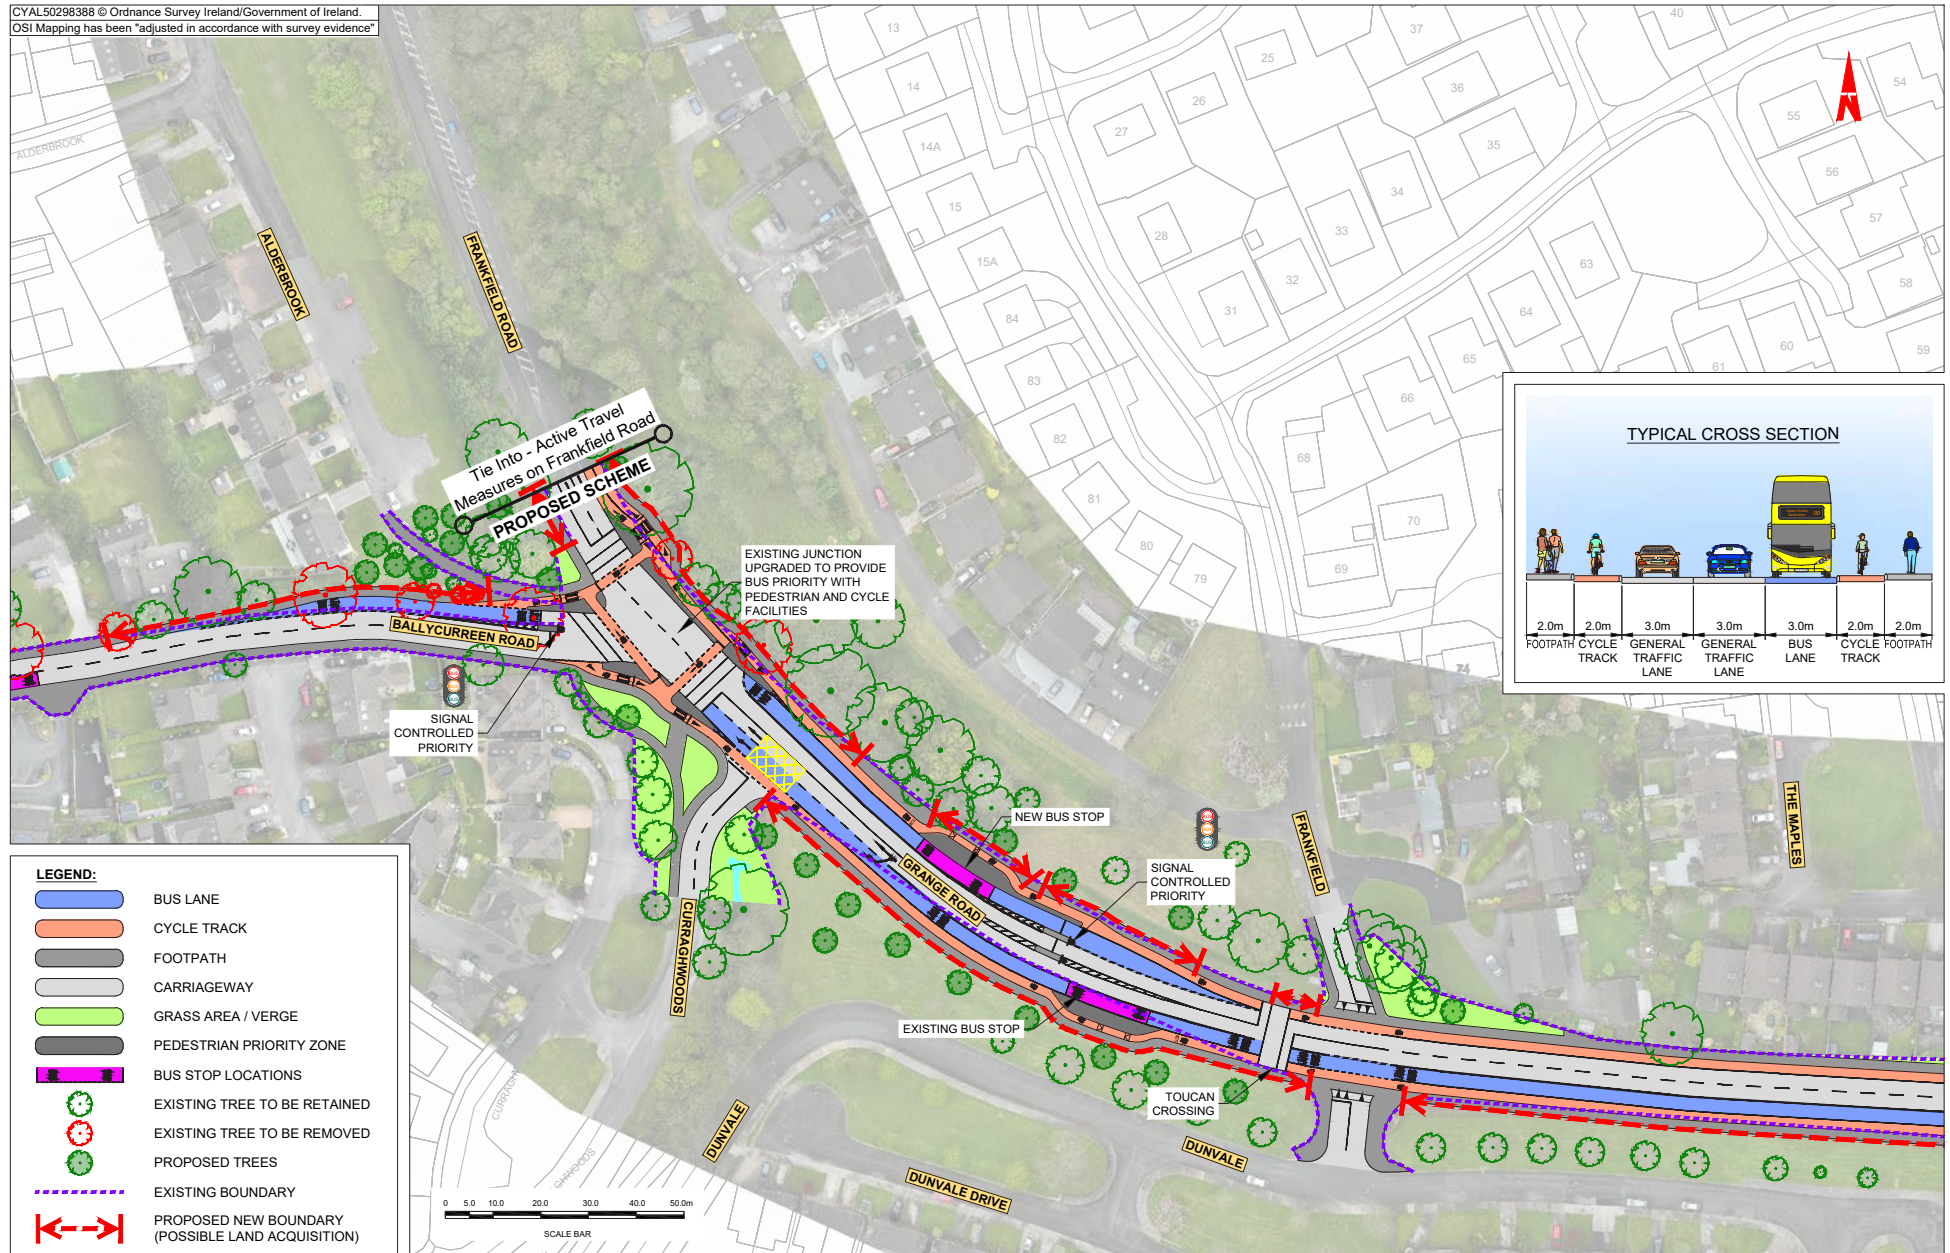 CYAL50298388 © Ordnance Survey Ireland/Government of Ireland.
OSI Mapping has been "adjusted in accordance with survey evidence"
13
14
14A
15
15A
84
83
82
81
80
79
25
26
27
28
31
32
33
34
35
36
37
40
54
55
56
57
58
59
60
61
63
64
65
66
68
69
70
74
ALDERBROOK
ALDERBROOK
FRANKFIELD ROAD
Tie Into - Active Travel
Measures on Frankfield Road
PROPOSED SCHEME
EXISTING JUNCTION
UPGRADED TO PROVIDE
BUS PRIORITY WITH
PEDESTRIAN AND CYCLE
FACILITIES
BALLYCURREEN ROAD
SIGNAL
CONTROLLED
PRIORITY
NEW BUS STOP
GRANGE ROAD
SIGNAL
CONTROLLED
PRIORITY
FRANKFIELD
THE MAPLES
CURRAGHWOODS
EXISTING BUS STOP
TOUCAN
CROSSING
DUNVALE
DUNVALE
DUNVALE DRIVE
TYPICAL CROSS SECTION
2.0m
2.0m
3.0m
3.0m
3.0m
2.0m
2.0m
FOOTPATH
CYCLE
TRACK
GENERAL
TRAFFIC
LANE
GENERAL
TRAFFIC
LANE
BUS
LANE
CYCLE
TRACK
FOOTPATH
LEGEND:
BUS LANE
CYCLE TRACK
FOOTPATH
CARRIAGEWAY
GRASS AREA / VERGE
PEDESTRIAN PRIORITY ZONE
BUS STOP LOCATIONS
EXISTING TREE TO BE RETAINED
EXISTING TREE TO BE REMOVED
PROPOSED TREES
EXISTING BOUNDARY
PROPOSED NEW BOUNDARY
(POSSIBLE LAND ACQUISITION)
0 5.0 10.0 20.0 30.0 40.0 50.0m
SCALE BAR